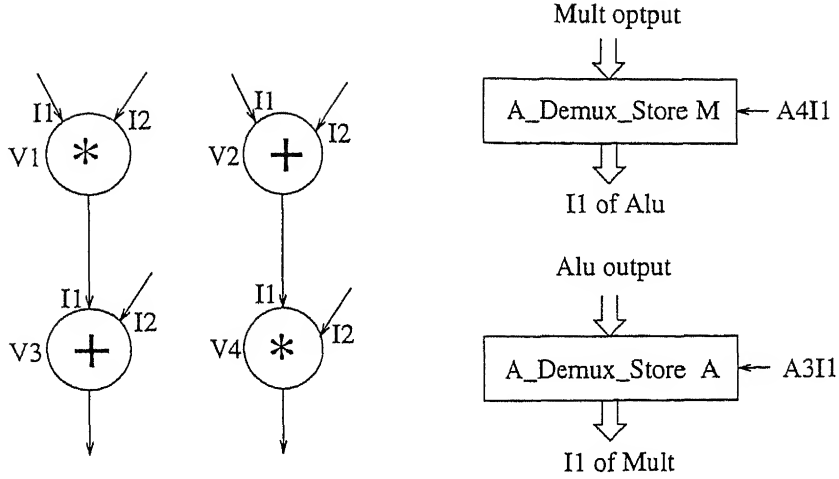 I1
I2
V1
*
I1
I2
V2
+
I1
I2
V3
+
I1
I2
V4
*
Mult optput
A_Demux_Store M
A4I1
I1 of Alu
Alu output
A_Demux_Store A
A3I1
I1 of Mult